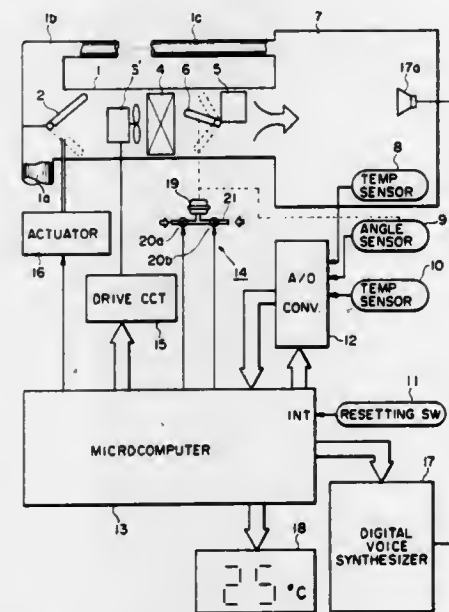 1b
1c
7
1
S'
4
6
5
17a
2
8
TEMP
SENSOR
1a
19
21
9
ANGLE
SENSOR
ACTUATOR
16
20a
20b
14
10
TEMP
SENSOR
A/D
CONV.
DRIVE CCT
15
12
11
INT
RESETTING SW
MICROCOMPUTER
17
13
18
DIGITAL
VOICE
SYNTHESIZER
25 °C